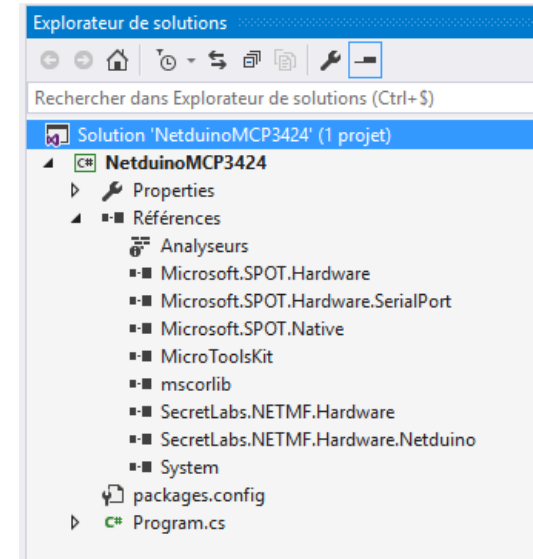 Explorateur de solutions
Rechercher dans Explorateur de solutions (Ctrl+$)
Solution 'NetduinoMCP3424' (1 projet)
C# NetduinoMCP3424
Properties
Références
Analyseurs
Microsoft.SPOT.Hardware
Microsoft.SPOT.Hardware.SerialPort
Microsoft.SPOT.Native
MicroToolsKit
mscorlib
SecretLabs.NETMF.Hardware
SecretLabs.NETMF.Hardware.Netduino
System
packages.config
C# Program.cs